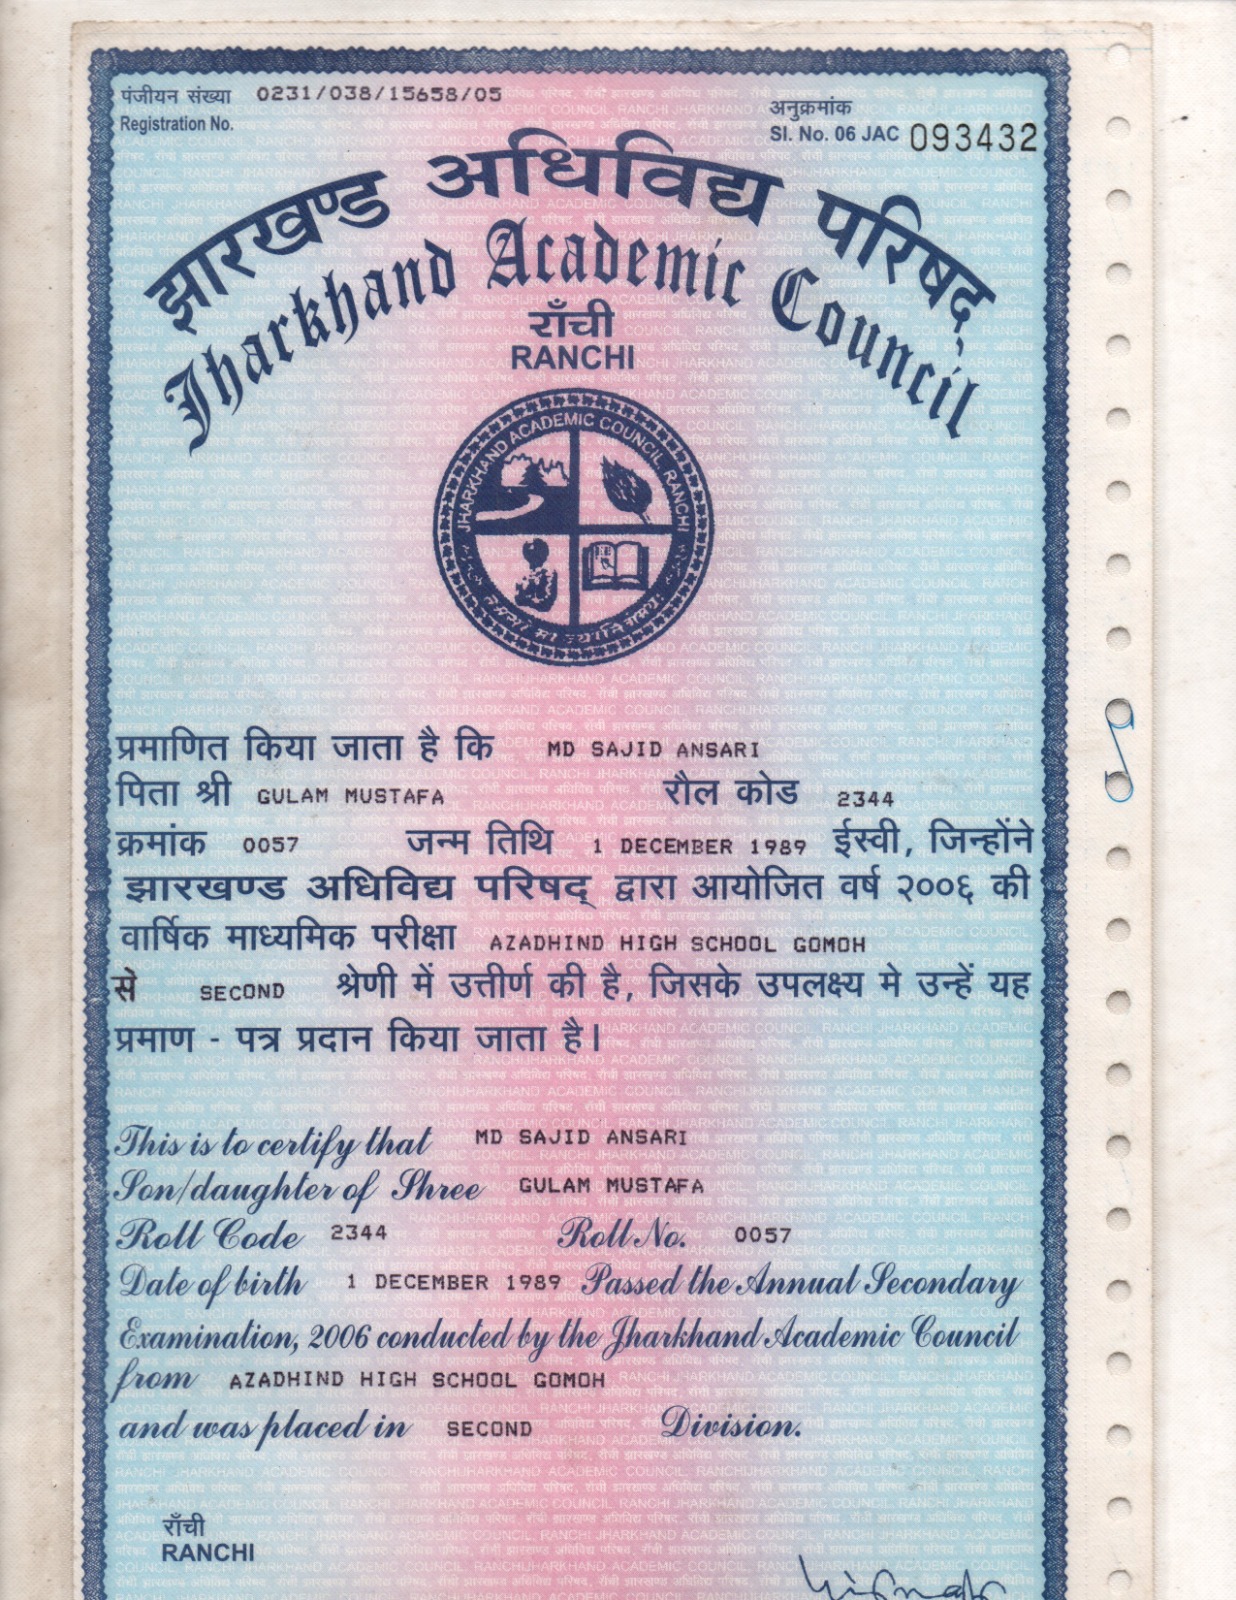 पंजीयन संख्या 0231/038/15658/05
Registration No.
अनुक्रमांक
Sl. No. 06 JAC 093432
झारखण्ड अधिविद्य परिषद्
Jharkhand Academic Council
राँची
RANCHI
JHARKHAND ACADEMIC COUNCIL RANCHI
प्रमाणित किया जाता है कि MD SAJID ANSARI
पिता श्री GULAM MUSTAFA रौल कोड 2344
क्रमांक 0057 जन्म तिथि 1 DECEMBER 1989 ईस्वी, जिन्होंने
झारखण्ड अधिविद्य परिषद् द्वारा आयोजित वर्ष २००६ की
वार्षिक माध्यमिक परीक्षा AZADHIND HIGH SCHOOL GOMOH
से SECOND श्रेणी में उत्तीर्ण की है, जिसके उपलक्ष्य मे उन्हें यह
प्रमाण - पत्र प्रदान किया जाता है।
This is to certify that MD SAJID ANSARI
Son/daughter of Shree GULAM MUSTAFA
Roll Code 2344 Roll No. 0057
Date of birth 1 DECEMBER 1989 Passed the Annual Secondary
Examination, 2006 conducted by the Jharkhand Academic Council
from AZADHIND HIGH SCHOOL GOMOH
and was placed in SECOND Division.
राँची
RANCHI